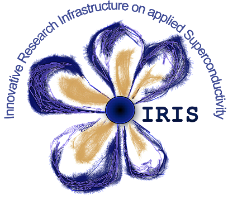 Innovative Research Infrastructure on applied Superconductivity
IRIS